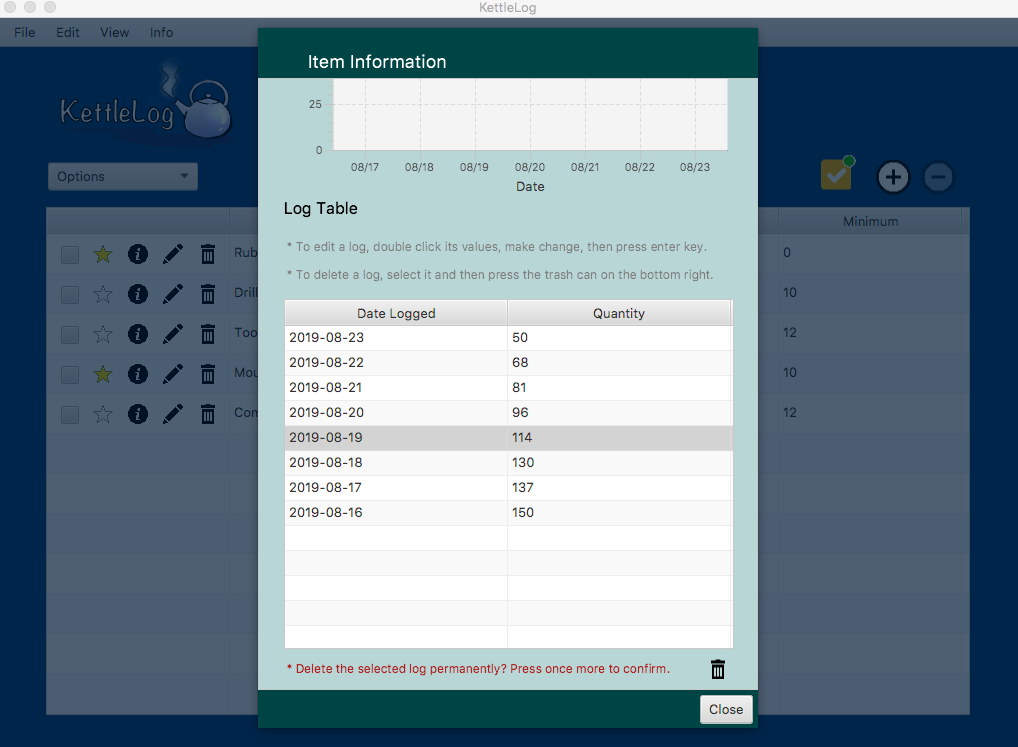 KettleLog
File Edit View Info
Item Information
KettleLog
25
0
08/17 08/18 08/19 08/20 08/21 08/22 08/23
Date
Options
Log Table
Minimum
* To edit a log, double click its values, make change, then press enter key.
* To delete a log, select it and then press the trash can on the bottom right.
Rub 0
Drill 10
Too 12
Mou 10
Com 12
Date Logged Quantity
2019-08-23 50
2019-08-22 68
2019-08-21 81
2019-08-20 96
2019-08-19 114
2019-08-18 130
2019-08-17 137
2019-08-16 150
* Delete the selected log permanently? Press once more to confirm.
Close